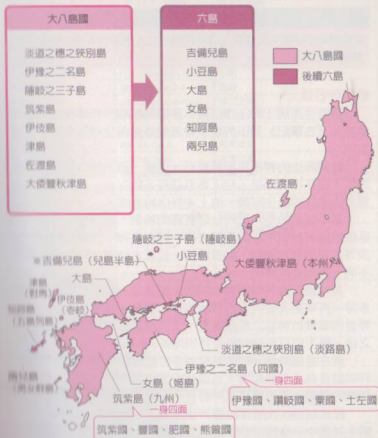 大八島國
淡道之穗之狹別島
伊豫之二名島
隱岐之三子島
筑紫島
伊伎島
津島
佐渡島
大倭豐秋津島
六島
吉備兒島
小豆島
大島
女島
知訶島
兩兒島
大八島國
後續六島
佐渡島
隱岐之三子島（隱岐島）
小豆島
※吉備兒島（兒島半島）
大倭豐秋津島（本州）
大島
津島
（對馬）
伊伎島
（壱岐）
知訶島
（五島列島）
淡道之穗之狹別島（淡路島）
伊豫之二名島（四國）
一身四面
女島（姬島）
伊豫國、讚岐國、粟國、土左國
兩兒島
（男女群島）
筑紫島（九州）
一身四面
筑紫國、豐國、肥國、熊曾國